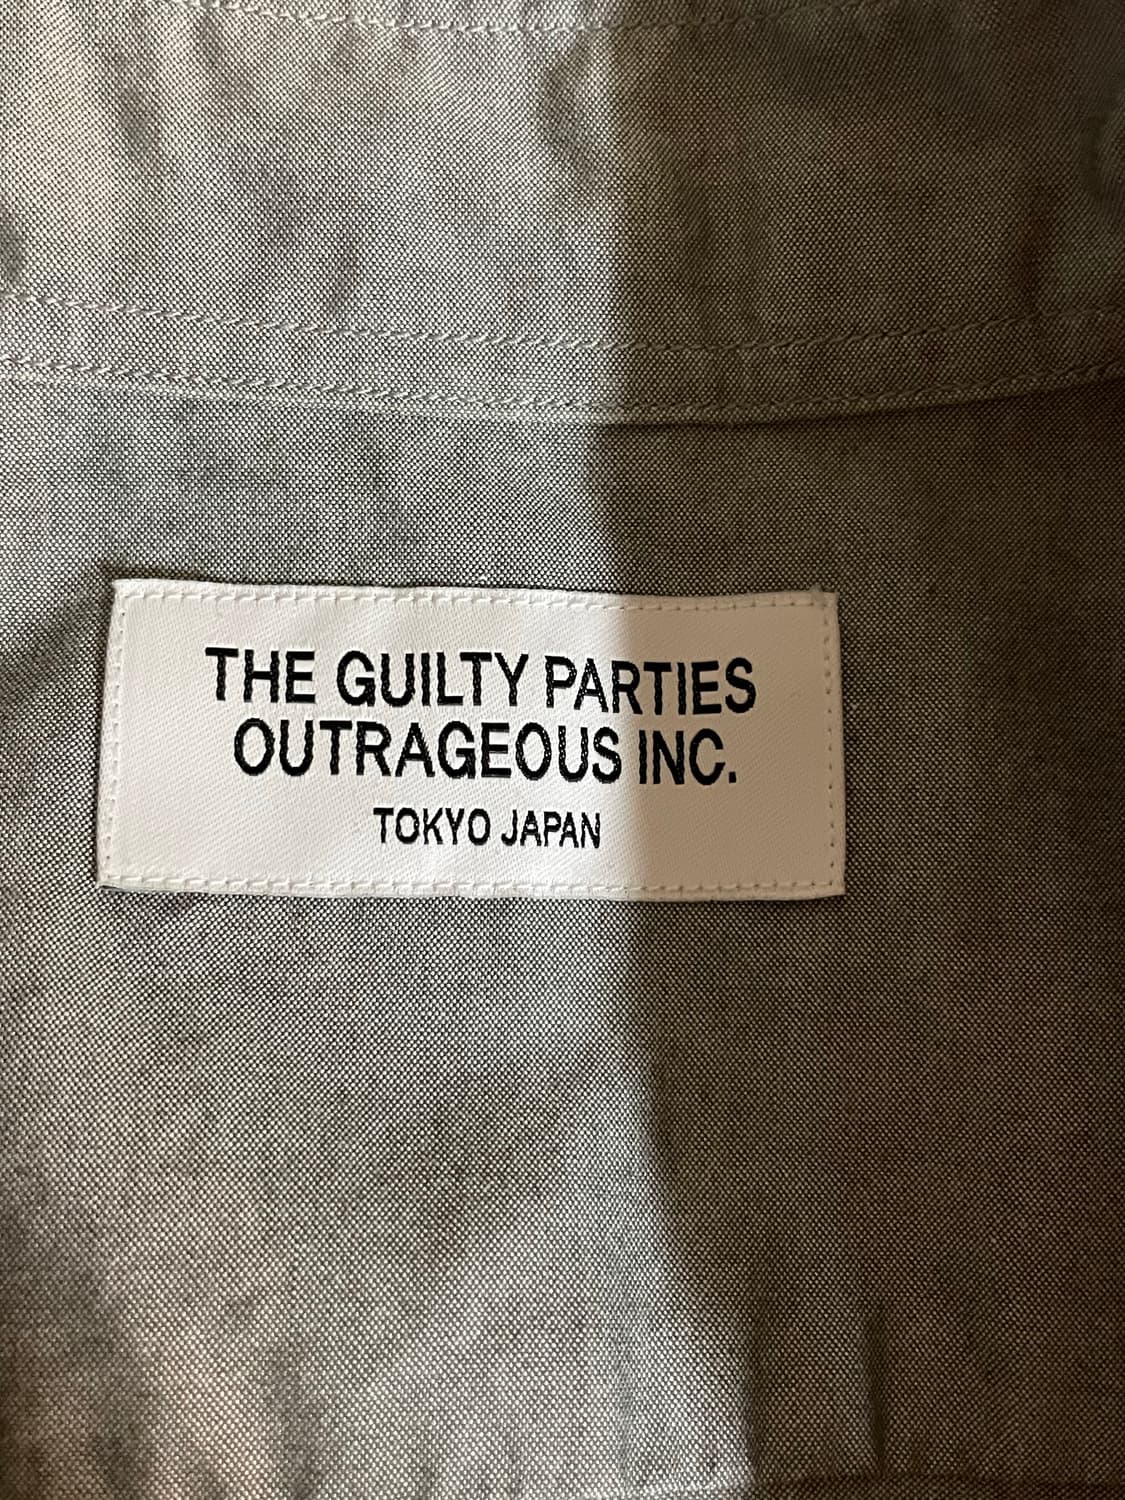 THE GUILTY PARTIES
OUTRAGEOUS INC.
TOKYO JAPAN